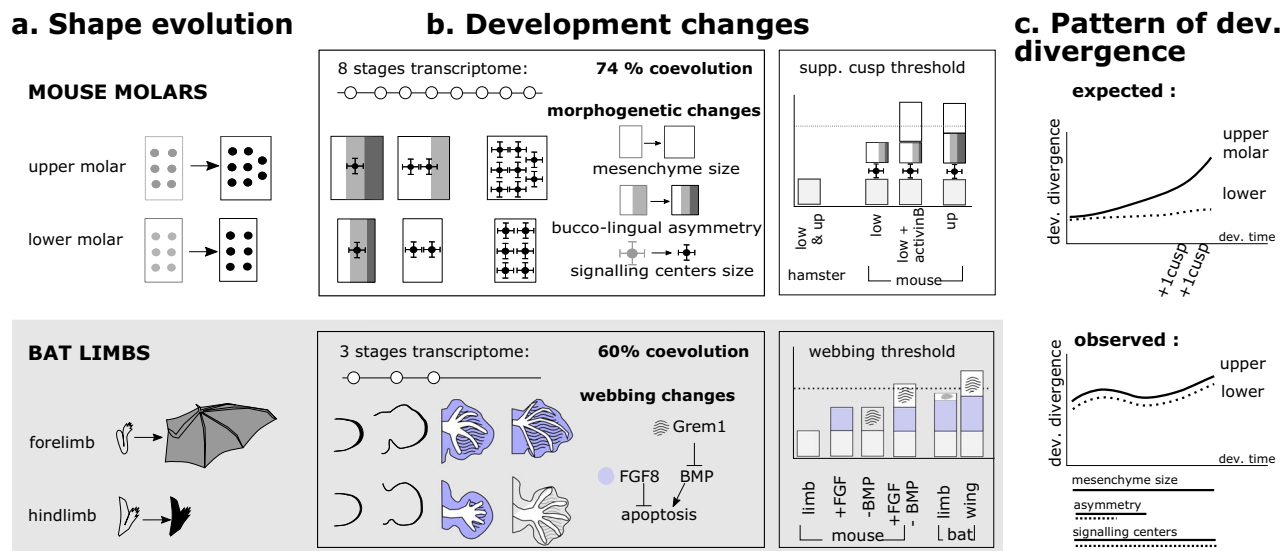 a. Shape evolution
b. Development changes
c. Pattern of dev.
divergence
MOUSE MOLARS
upper molar
lower molar
8 stages transcriptome:
74 % coevolution
morphogenetic changes
mesenchyme size
bucco-lingual asymmetry
signalling centers size
supp. cusp threshold
low
& up
low
low +
activinB
up
hamster
mouse
expected :
dev. divergence
upper
molar
lower
dev. time
+1cusp
+1cusp
BAT LIMBS
forelimb
hindlimb
3 stages transcriptome:
60% coevolution
webbing changes
Grem1
FGF8
BMP
apoptosis
webbing threshold
limb
+FGF
-BMP
+FGF
- BMP
limb
wing
mouse
bat
observed :
dev. divergence
upper
lower
dev. time
mesenchyme size
asymmetry
signalling centers